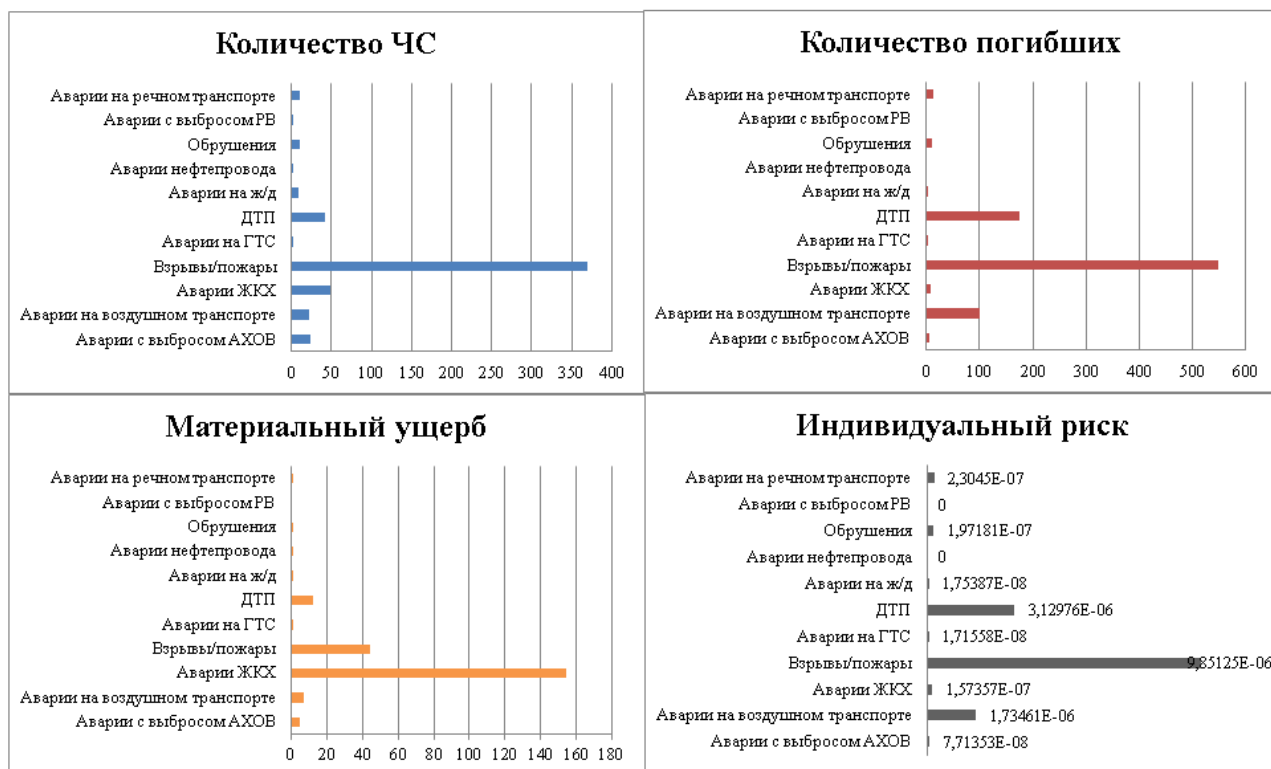 Количество ЧС
Аварии на речном транспорте
Аварии с выбросом РВ
Обрушения
Аварии нефтепровода
Аварии на ж/д
ДТП
Аварии на ГТС
Взрывы/пожары
Аварии ЖКХ
Аварии на воздушном транспорте
Аварии с выбросом АХОВ
0 50 100 150 200 250 300 350 400
Количество погибших
Аварии на речном транспорте
Аварии с выбросом РВ
Обрушения
Аварии нефтепровода
Аварии на ж/д
ДТП
Аварии на ГТС
Взрывы/пожары
Аварии ЖКХ
Аварии на воздушном транспорте
Аварии с выбросом АХОВ
0 100 200 300 400 500 600
Материальный ущерб
Аварии на речном транспорте
Аварии с выбросом РВ
Обрушения
Аварии нефтепровода
Аварии на ж/д
ДТП
Аварии на ГТС
Взрывы/пожары
Аварии ЖКХ
Аварии на воздушном транспорте
Аварии с выбросом АХОВ
0 20 40 60 80 100 120 140 160 180
Индивидуальный риск
Аварии на речном транспорте 2,3045E-07
Аварии с выбросом РВ 0
Обрушения 1,97181E-07
Аварии нефтепровода 0
Аварии на ж/д 1,75387E-08
ДТП 3,12976E-06
Аварии на ГТС 1,71558E-08
Взрывы/пожары 9,85125E-06
Аварии ЖКХ 1,57357E-07
Аварии на воздушном транспорте 1,73461E-06
Аварии с выбросом АХОВ 7,71353E-08